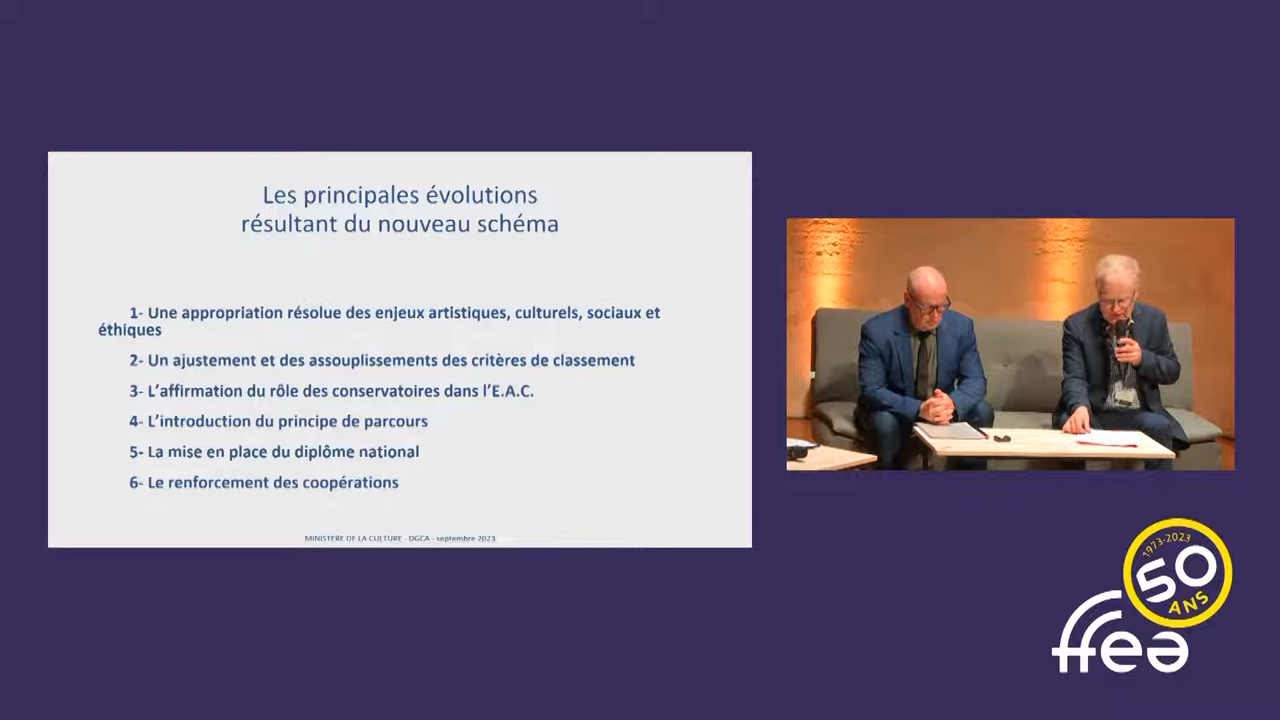 Les principales évolutions
résultant du nouveau schéma
1- Une appropriation résolue des enjeux artistiques, culturels, sociaux et
éthiques
2- Un ajustement et des assouplissements des critères de classement
3- L’affirmation du rôle des conservatoires dans l’E.A.C.
4- L’introduction du principe de parcours
5- La mise en place du diplôme national
6- Le renforcement des coopérations
MINISTERE DE LA CULTURE - DGCA - septembre 2023
1973-2023
50
ANS
ffea